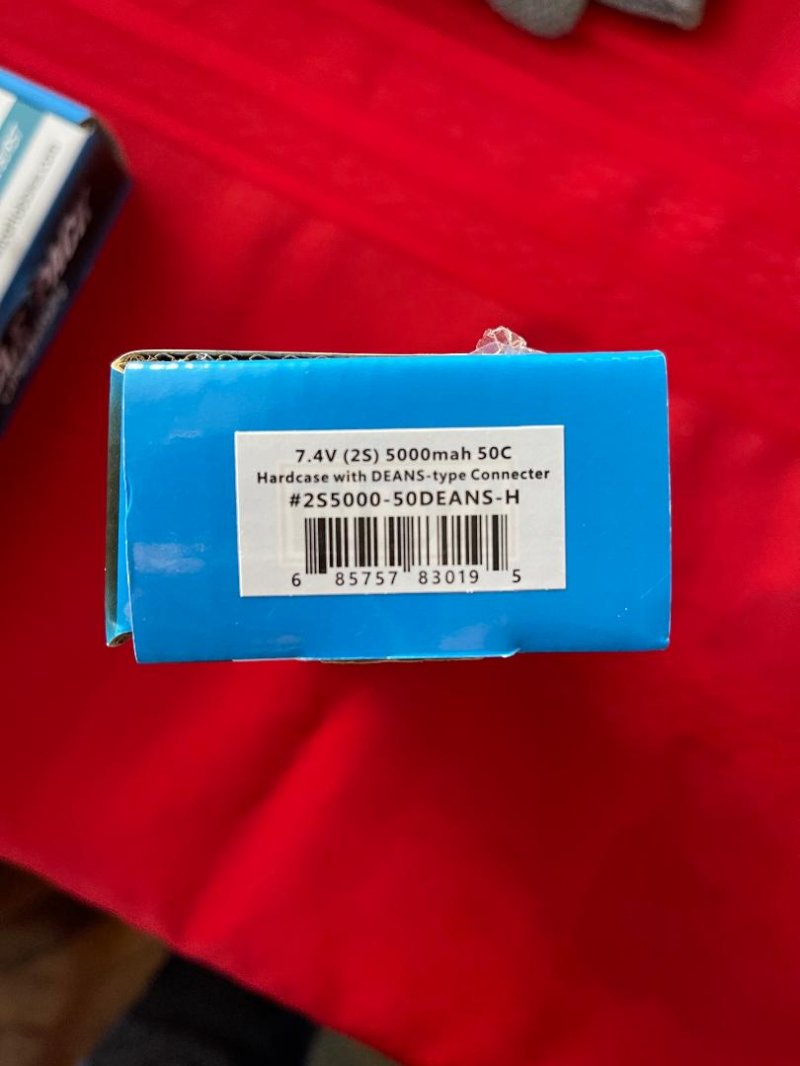 7.4V (2S) 5000mah 50C
Hardcase with DEANS-type Connecter
#2S5000-50DEANS-H
6 85757 83019 5